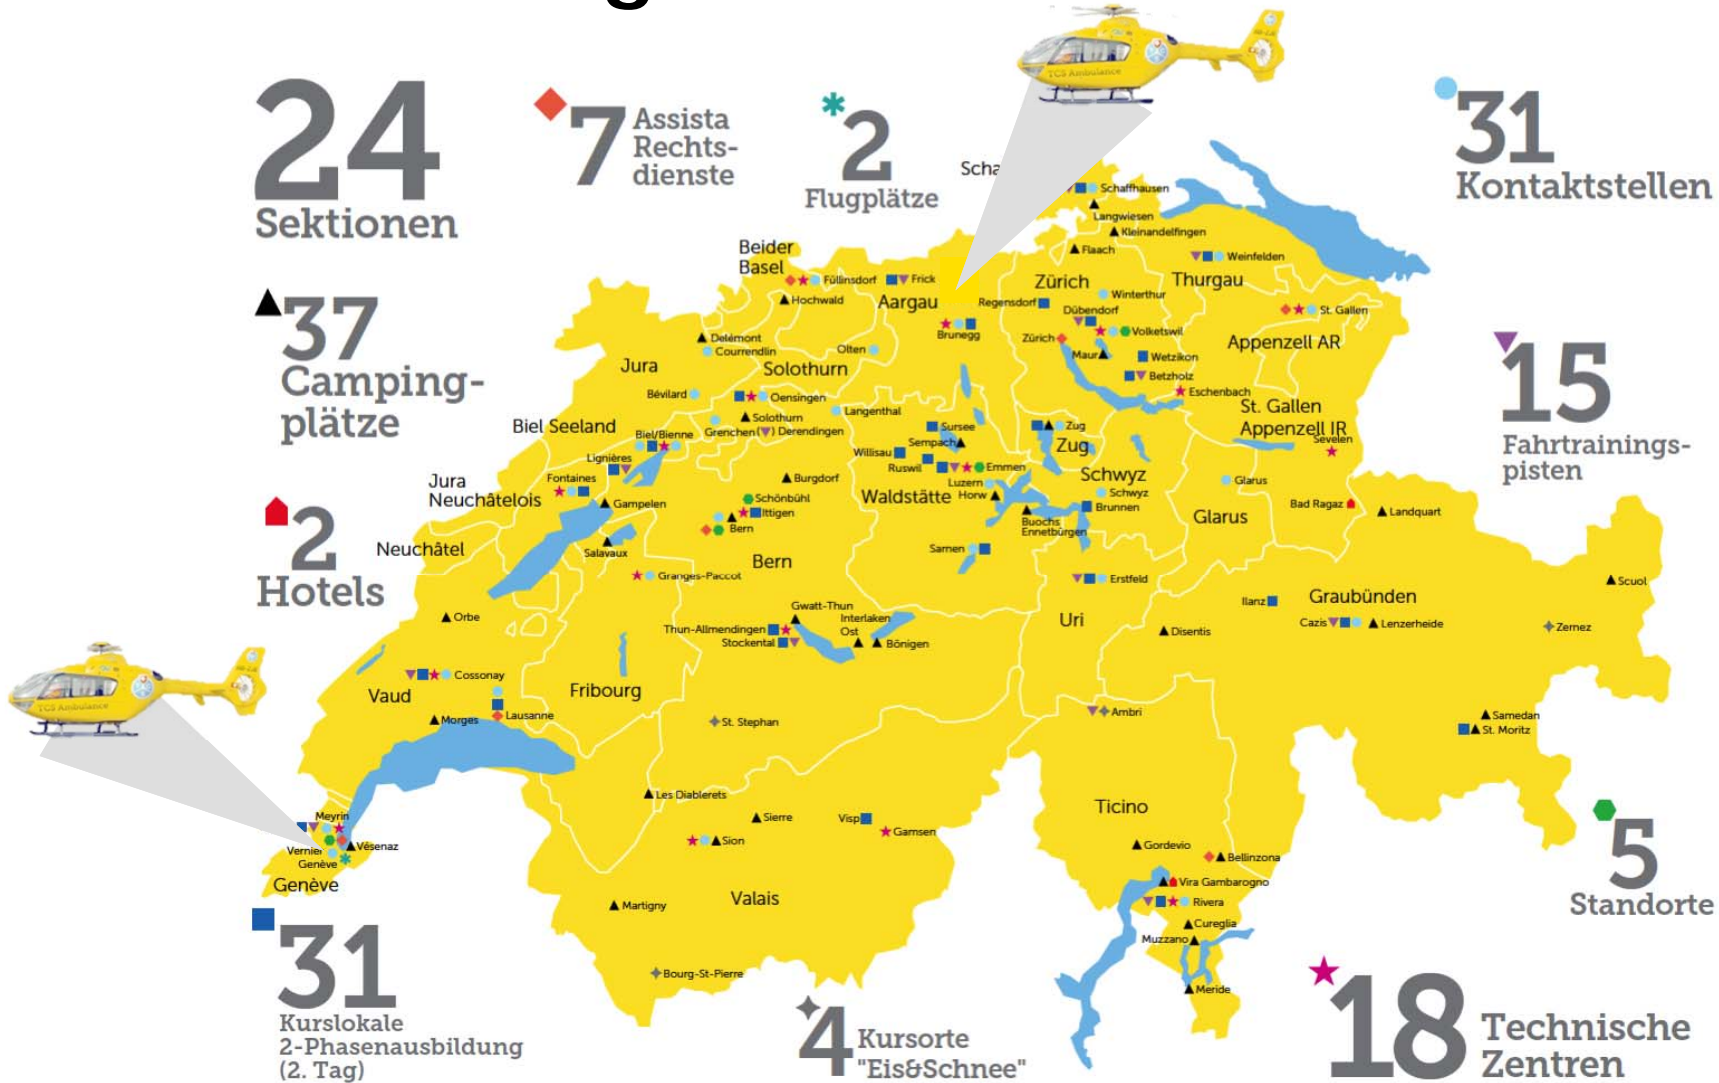 24
Sektionen
7
Assista
Rechts-
dienste
2
Flugplätze
TCS Ambulance
31
Kontaktstellen
37
Camping-
plätze
15
Fahrtrainings-
pisten
2
Hotels
TCS Ambulance
5
Standorte
31
Kurslokale
2-Phasenausbildung
(2. Tag)
4
Kursorte
"Eis&Schnee"
18
Technische
Zentren
Scha
Schaffhausen
Langwiesen
Kleinandelfingen
Flaach
Beider
Basel
Füllinsdorf
Frick
Hochwald
Aargau
Zürich
Thurgau
Weinfelden
Regensdorf
Winterthur
Dübendorf
St. Gallen
Brunegg
Zürich
Volketswil
Appenzell AR
Delémont
Courrendlin
Olten
Maur
Wetzikon
Jura
Solothurn
Betzholz
Bévilard
Oensingen
Eschenbach
Langenthal
St. Gallen
Appenzell IR
Solothurn
Biel Seeland
Grenchen
Derendingen
Sursee
Zug
Biel/Bienne
Sempach
Zug
Sevelen
Willisau
Lignières
Ruswil
Emmen
Fontaines
Burgdorf
Luzern
Schwyz
Glarus
Jura
Neuchâtelois
Waldstätte
Horw
Schwyz
Schönbühl
Gampelen
Ittigen
Brunnen
Bad Ragaz
Landquart
Bern
Buochs
Ennetbürgen
Glarus
Neuchâtel
Salavaux
Bern
Sarnen
Granges-Paccot
Erstfeld
Scuol
Gwatt-Thun
Ilanz
Graubünden
Orbe
Interlaken
Ost
Uri
Cazis
Lenzerheide
Zernez
Thun-Allmendingen
Stockental
Bönigen
Disentis
Cossonay
Vaud
Fribourg
Lausanne
Morges
St. Stephan
Ambri
Samedan
St. Moritz
Les Diablerets
Ticino
Meyrin
Sierre
Visp
Gamsen
Vernier
Vésenaz
Sion
Gordevio
Genève
Bellinzona
Genève
Vira Gambarogno
Valais
Martigny
Rivera
Cureglia
Muzzano
Bourg-St-Pierre
Meride